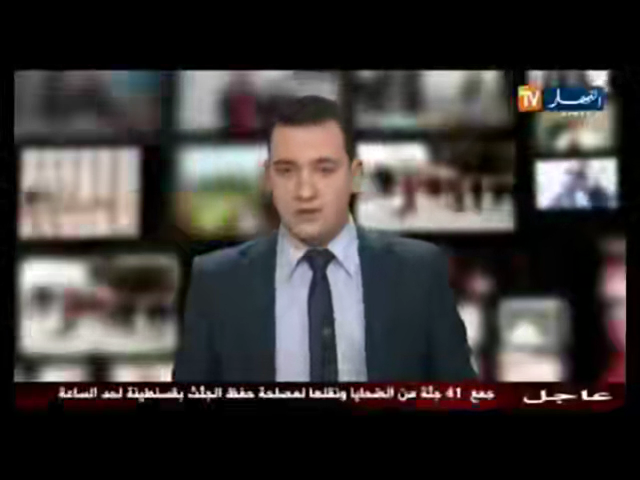 النهار TV
عاجل
جمع 41 جثة من الضحايا ونقلها لمصلحة حفظ الجثث بقسنطينة لحد الساعة